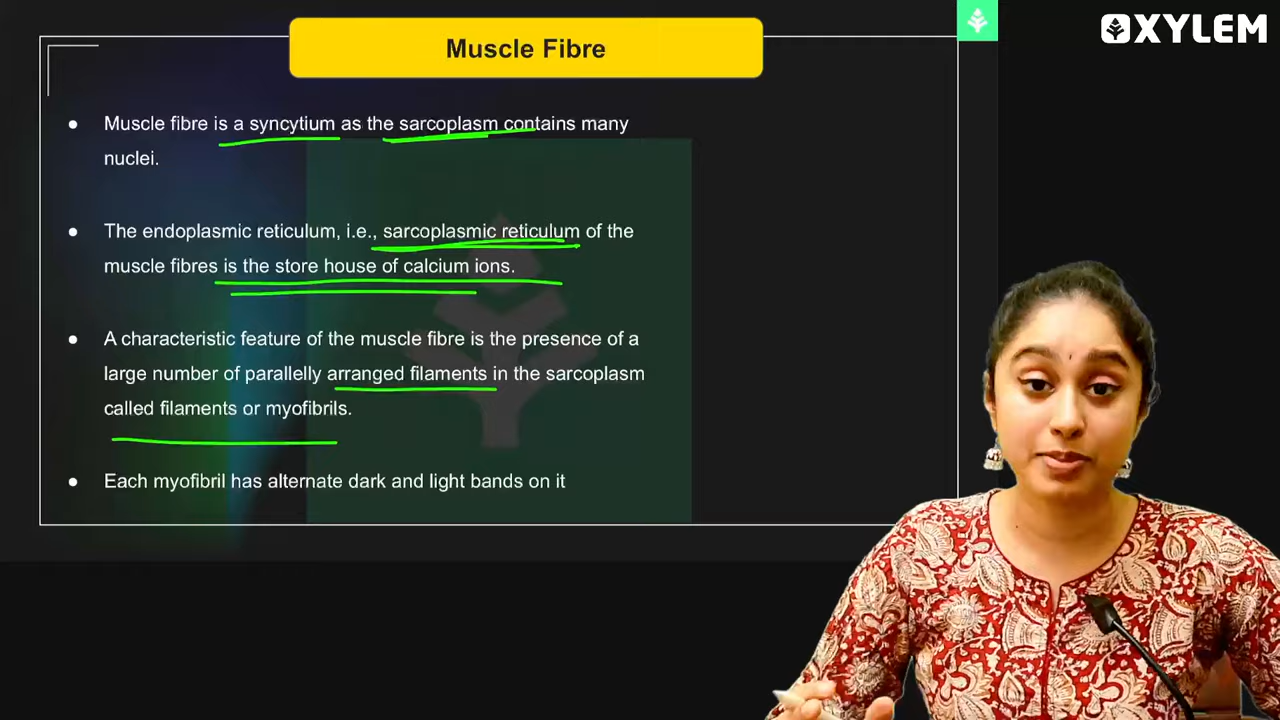 Muscle Fibre
XYLEM
Muscle fibre is a syncytium as the sarcoplasm contains many
nuclei.
The endoplasmic reticulum, i.e., sarcoplasmic reticulum of the
muscle fibres is the store house of calcium ions.
A characteristic feature of the muscle fibre is the presence of a
large number of parallelly arranged filaments in the sarcoplasm
called filaments or myofibrils.
Each myofibril has alternate dark and light bands on it